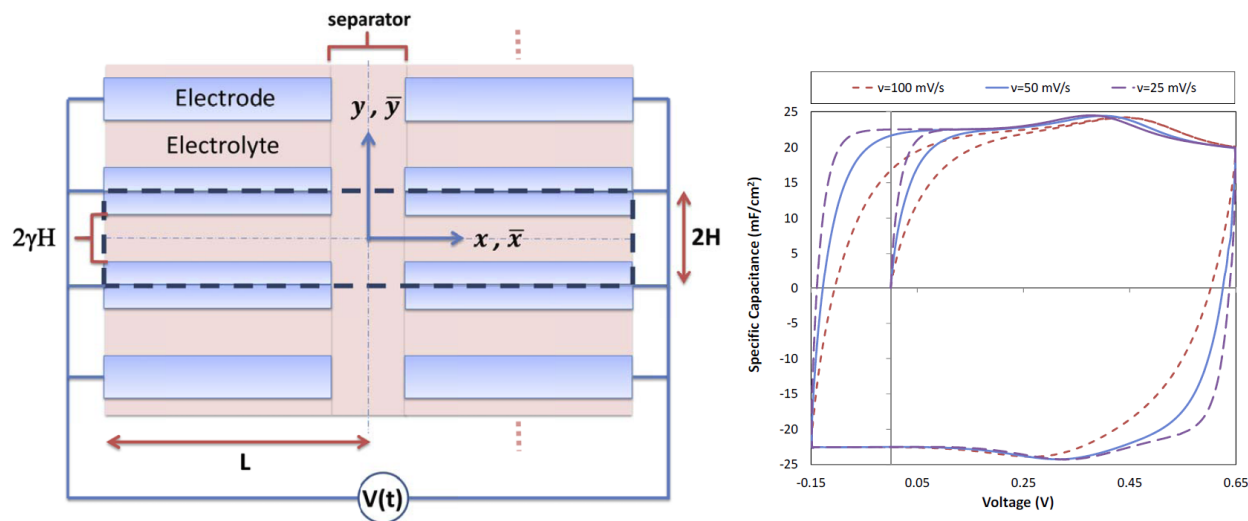 separator
Electrode
y , ȳ
Electrolyte
2γH
x , x̄
2H
L
V(t)
v=100 mV/s v=50 mV/s v=25 mV/s
Specific Capacitance (mF/cm²)
25
20
15
10
5
0
-5
-10
-15
-20
-25
-0.15 0.05 0.25 0.45 0.65
Voltage (V)